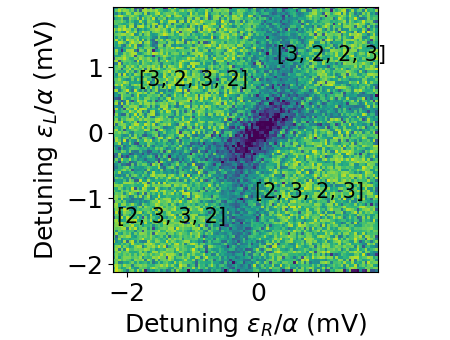 Detuning ε_L/α (mV)
1
0
−1
−2
[3, 2, 2, 3]
[3, 2, 3, 2]
[2, 3, 2, 3]
[2, 3, 3, 2]
−2 0
Detuning ε_R/α (mV)